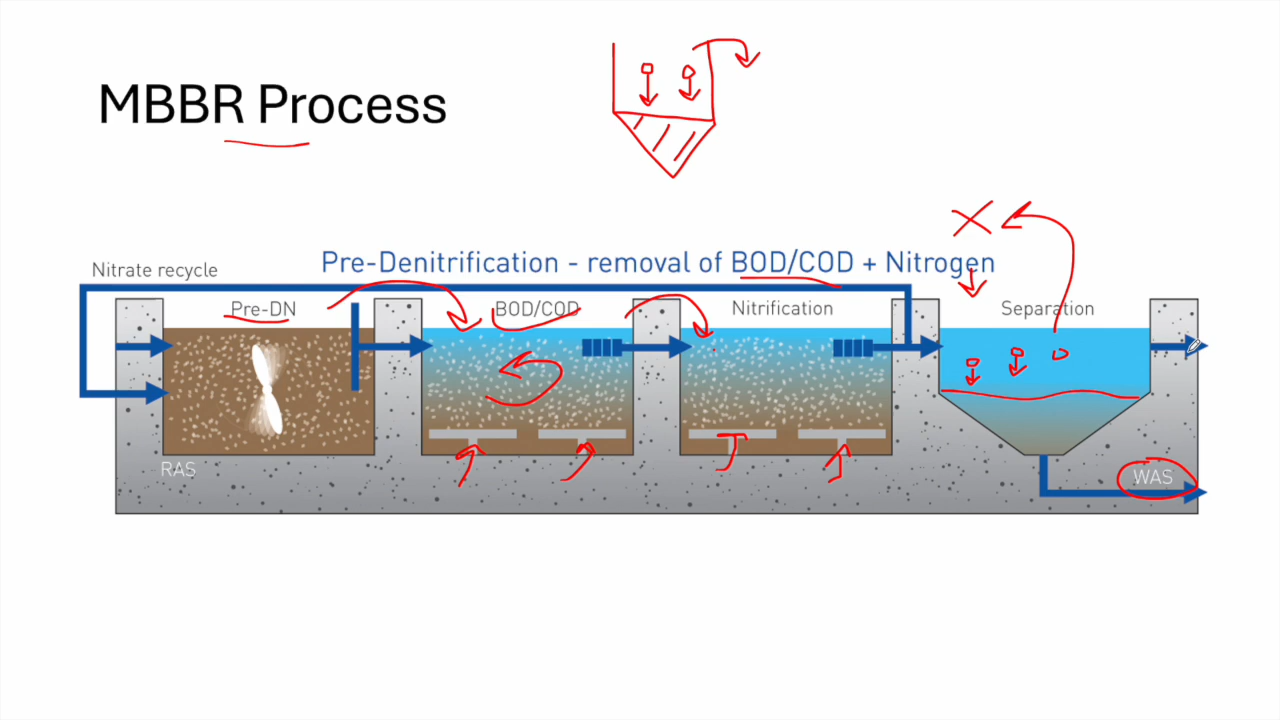 MBBR Process
Pre-Denitrification - removal of BOD/COD + Nitrogen
Nitrate recycle
Pre-DN
BOD/COD
Nitrification
Separation
RAS
WAS